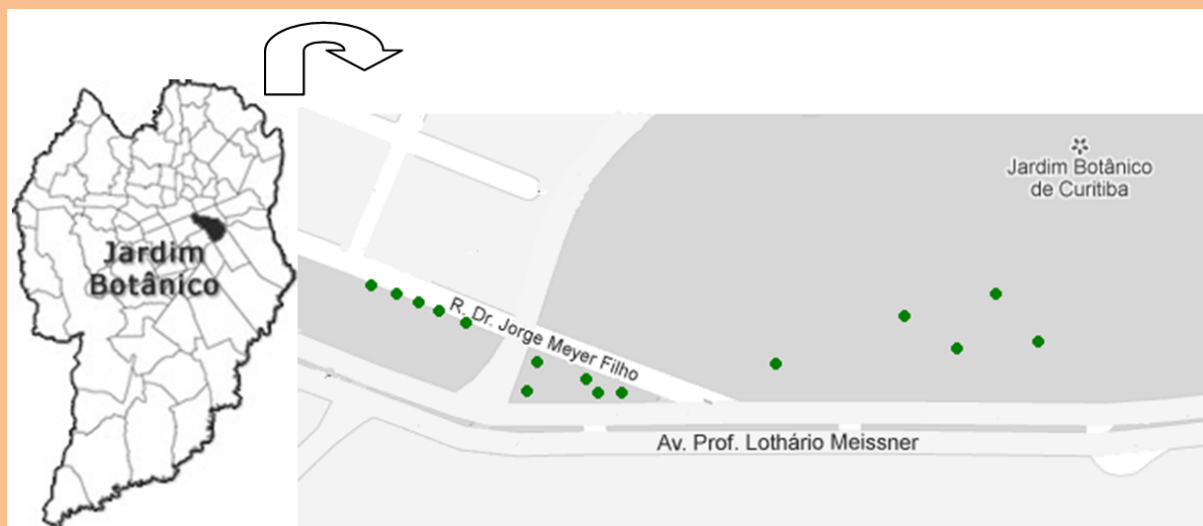 Jardim
Botânico
Jardim Botânico
de Curitiba
R. Dr. Jorge Meyer Filho
Av. Prof. Lothário Meissner